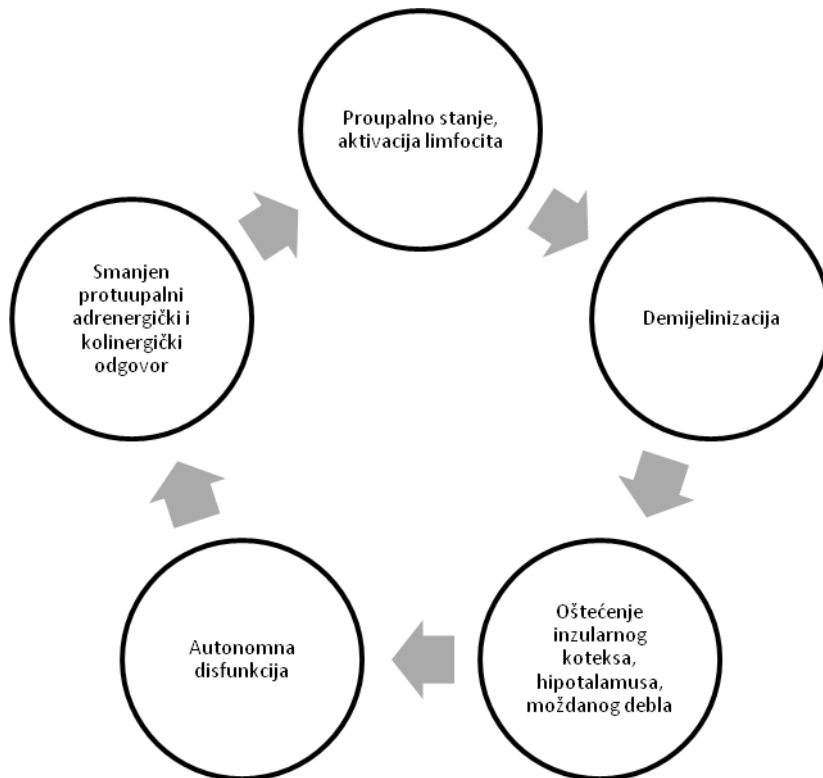 Proupalno stanje,
aktivacija limfocita
Demijelinizacija
Oštećenje
inzularnog
koteksa,
hipotalamusa,
moždanog debla
Autonomna
disfunkcija
Smanjen
protuupalni
adrenergički i
kolinergički
odgovor